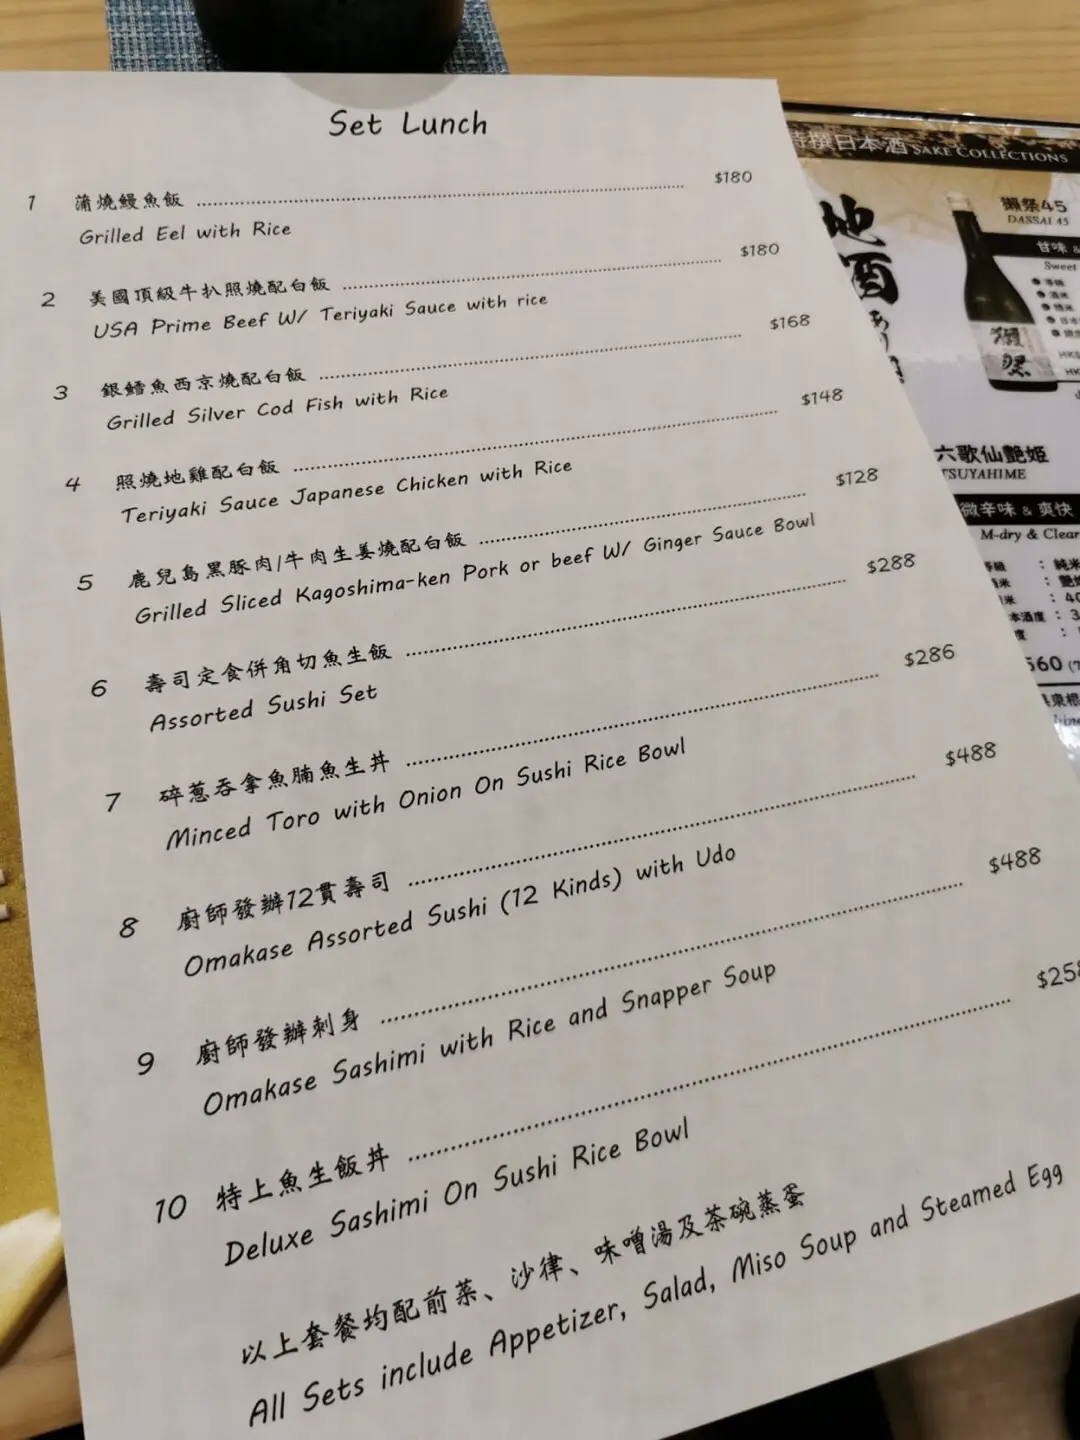 Set Lunch
1 蒲燒鰻魚飯 $180
Grilled Eel with Rice
2 美國頂級牛扒照燒配白飯 $180
USA Prime Beef W/ Teriyaki Sauce with rice
3 銀鱈魚西京燒配白飯 $168
Grilled Silver Cod Fish with Rice
4 照燒地雞配白飯 $148
Teriyaki Sauce Japanese Chicken with Rice
5 鹿兒島黑豚肉/牛肉生姜燒配白飯 $128
Grilled Sliced Kagoshima-ken Pork or beef W/ Ginger Sauce Bowl
6 壽司定食併角切魚生飯 $288
Assorted Sushi Set
7 碎蔥吞拿魚腩魚生丼 $286
Minced Toro with Onion On Sushi Rice Bowl
8 廚師發辦12貫壽司 $488
Omakase Assorted Sushi (12 Kinds) with Udo
9 廚師發辦刺身 $488
Omakase Sashimi with Rice and Snapper Soup
10 特上魚生飯丼 $258
Deluxe Sashimi On Sushi Rice Bowl
以上套餐均配前菜、沙律、味噌湯及茶碗蒸蛋
All Sets include Appetizer, Salad, Miso Soup and Steamed Egg
特撰日本酒 SAKE COLLECTIONS
地酒
獺祭45
DASSAI 45
甘味 &
Sweet
獺祭
六歌仙艶姫
TSUYAHIME
微辛味 & 爽快
M-dry & Clear
: 純米
560